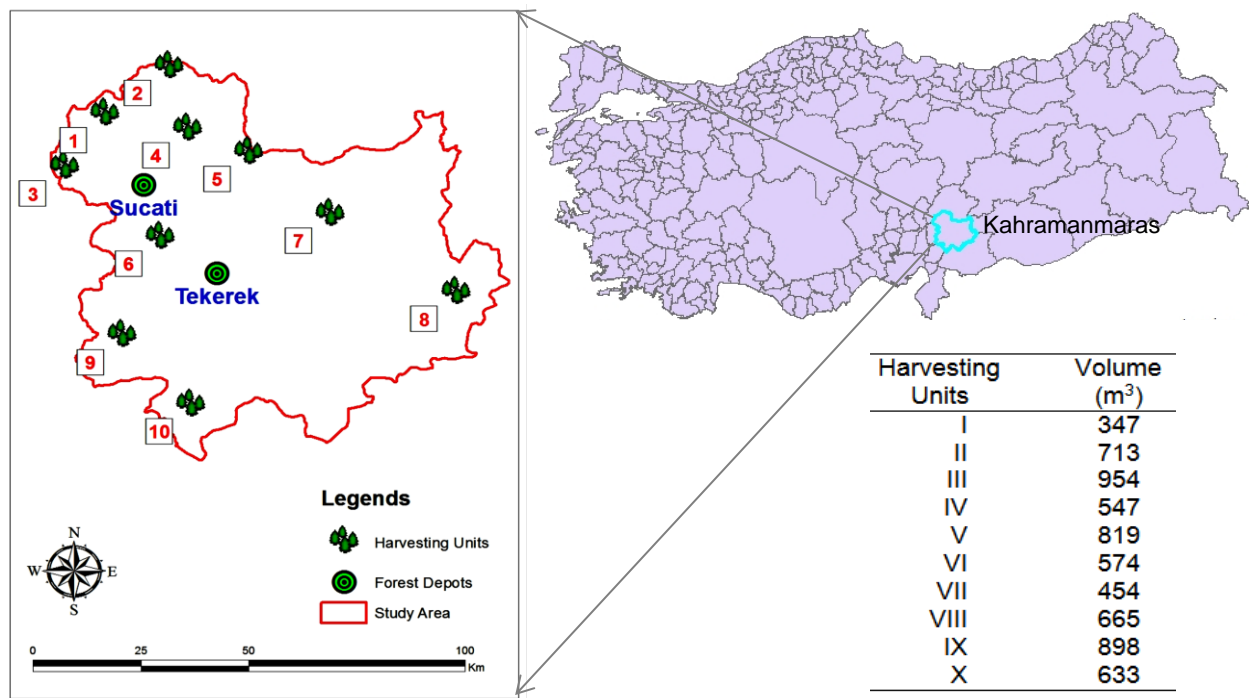 2
1
4
5
3
Sucati
7
6
Tekerek
8
9
10
Legends
Harvesting Units
Forest Depots
Study Area
N
W E
S
0 25 50 100
Km
Kahramanmaras
Harvesting Units Volume (m³)
I 347
II 713
III 954
IV 547
V 819
VI 574
VII 454
VIII 665
IX 898
X 633